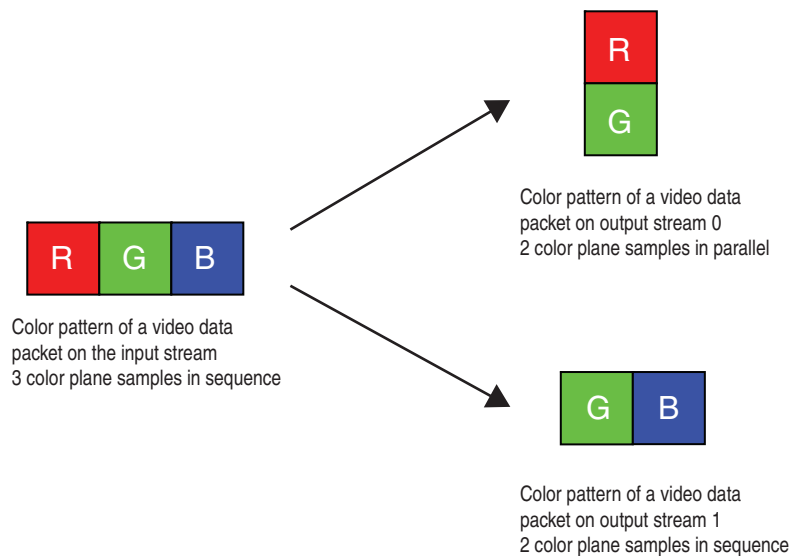 R
G
Color pattern of a video data
packet on output stream 0
2 color plane samples in parallel
R G B
Color pattern of a video data
packet on the input stream
3 color plane samples in sequence
G B
Color pattern of a video data
packet on output stream 1
2 color plane samples in sequence